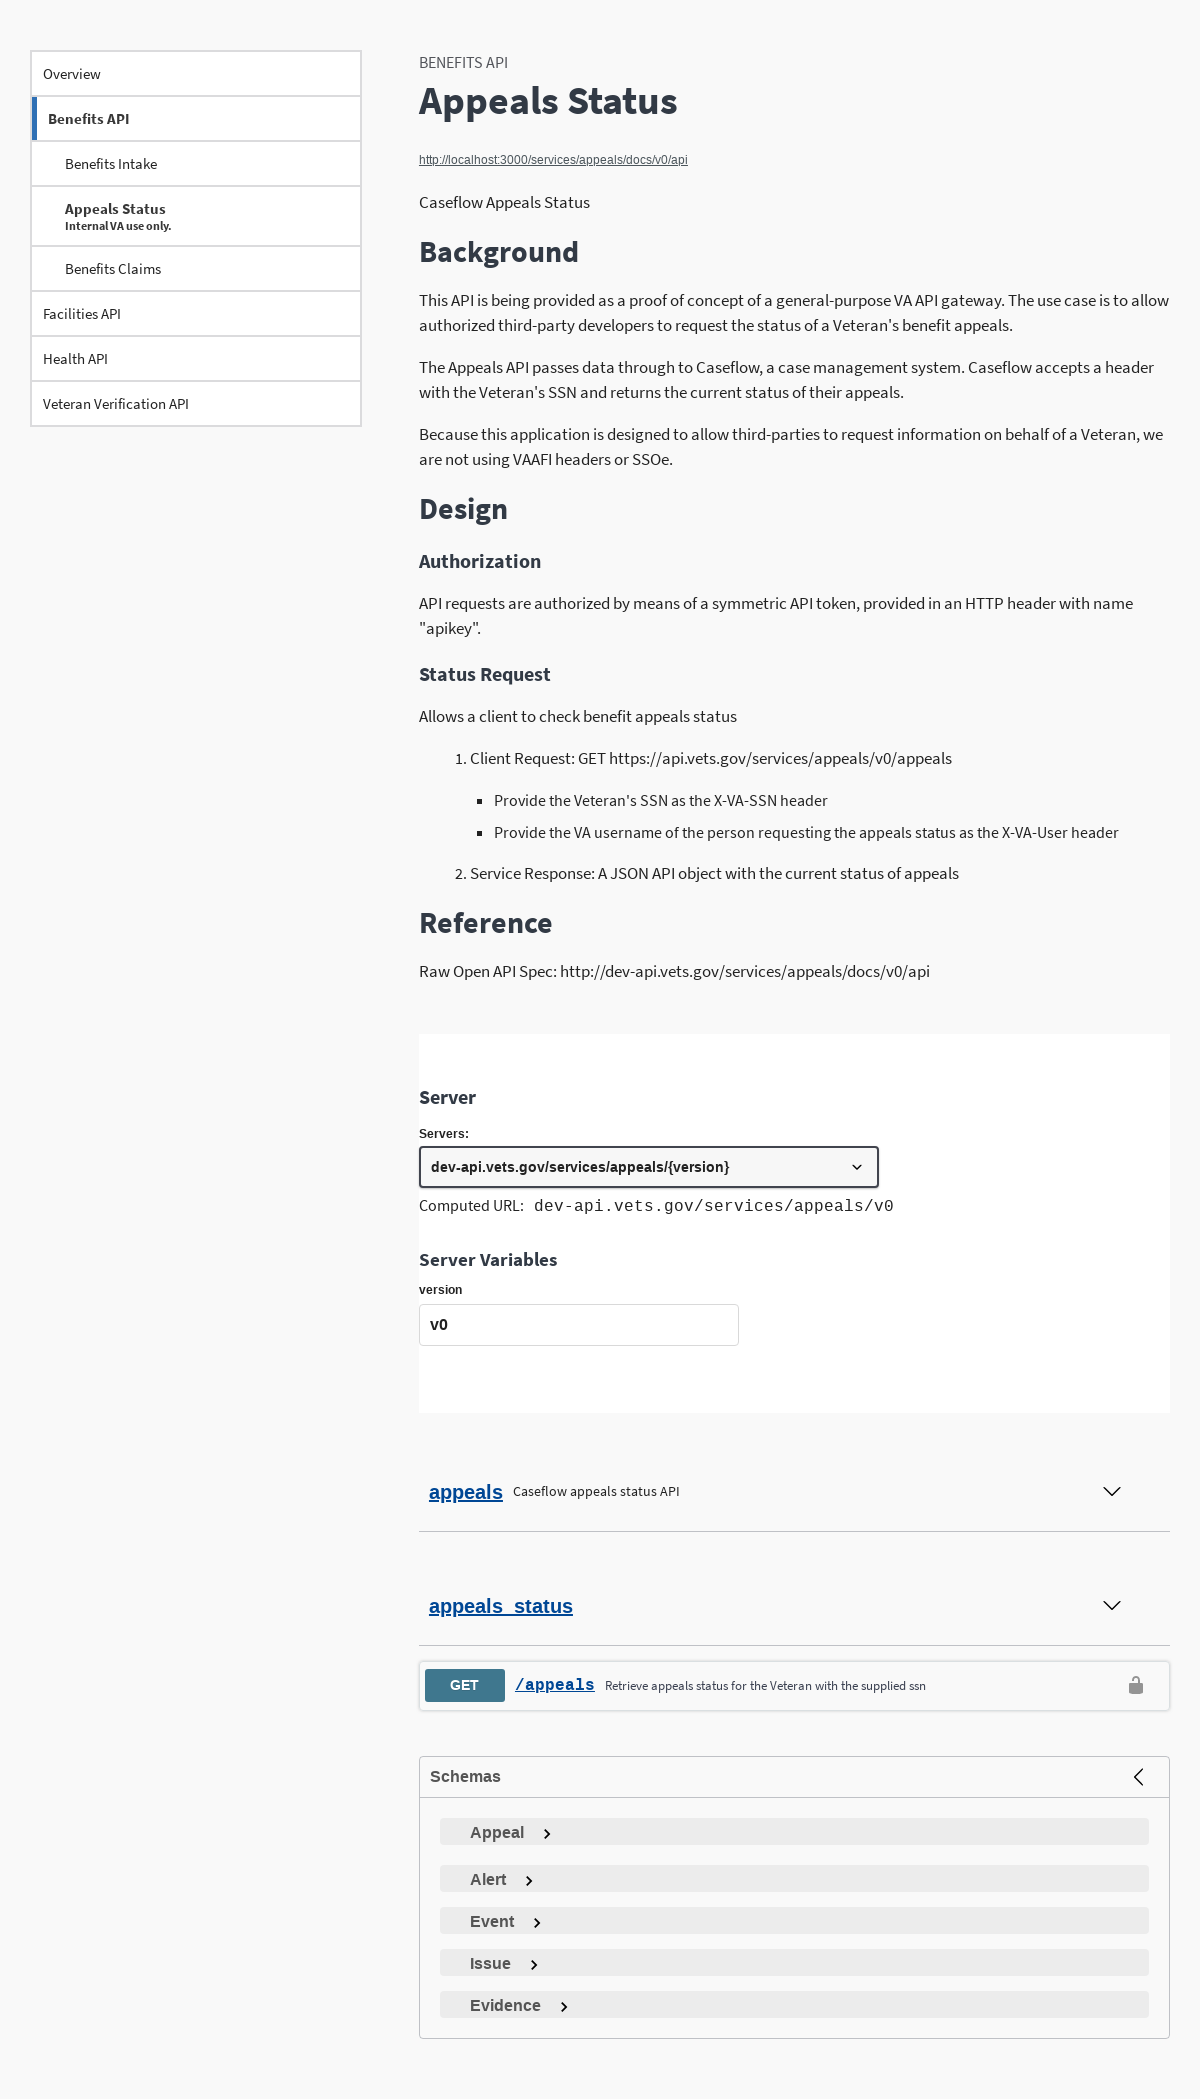 Overview
Benefits API
Benefits Intake
Appeals Status
Internal VA use only.
Benefits Claims
Facilities API
Health API
Veteran Verification API
BENEFITS API
Appeals Status
http://localhost:3000/services/appeals/docs/v0/api
Caseflow Appeals Status
Background
This API is being provided as a proof of concept of a general-purpose VA API gateway. The use case is to allow
authorized third-party developers to request the status of a Veteran's benefit appeals.
The Appeals API passes data through to Caseflow, a case management system. Caseflow accepts a header
with the Veteran's SSN and returns the current status of their appeals.
Because this application is designed to allow third-parties to request information on behalf of a Veteran, we
are not using VAAFI headers or SSOe.
Design
Authorization
API requests are authorized by means of a symmetric API token, provided in an HTTP header with name
"apikey".
Status Request
Allows a client to check benefit appeals status
1. Client Request: GET https://api.vets.gov/services/appeals/v0/appeals
▪ Provide the Veteran's SSN as the X-VA-SSN header
▪ Provide the VA username of the person requesting the appeals status as the X-VA-User header
2. Service Response: A JSON API object with the current status of appeals
Reference
Raw Open API Spec: http://dev-api.vets.gov/services/appeals/docs/v0/api
Server
Servers:
dev-api.vets.gov/services/appeals/{version}
Computed URL: dev-api.vets.gov/services/appeals/v0
Server Variables
version
v0
appeals Caseflow appeals status API
appeals_status
GET /appeals Retrieve appeals status for the Veteran with the supplied ssn
Schemas
Appeal
Alert
Event
Issue
Evidence